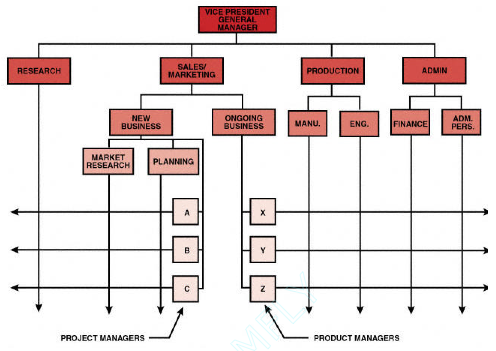 VICE PRESIDENT
GENERAL
MANAGER
RESEARCH
SALES/
MARKETING
PRODUCTION
ADMIN
NEW
BUSINESS
ONGOING
BUSINESS
MANU.
ENG.
FINANCE
ADM.
PERS.
MARKET
RESEARCH
PLANNING
A
X
B
Y
C
Z
PROJECT MANAGERS
PRODUCT MANAGERS